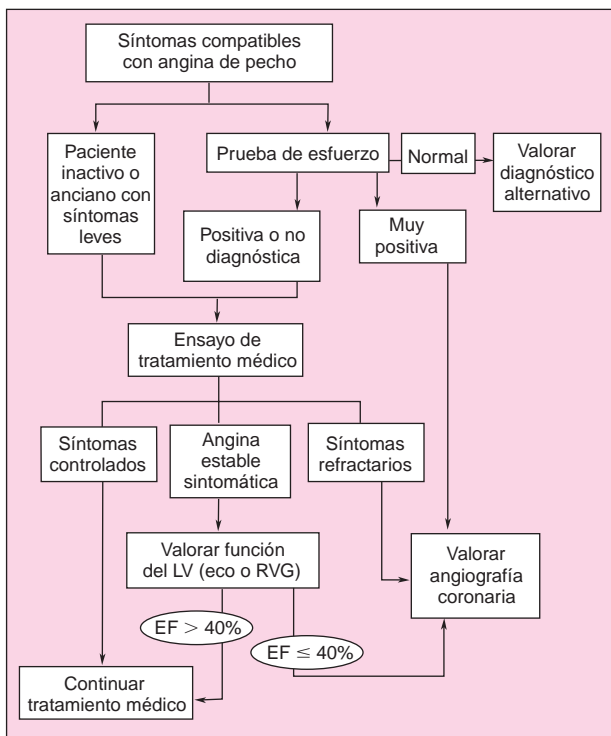 Síntomas compatibles
con angina de pecho
Paciente
inactivo o
anciano con
síntomas
leves
Prueba de esfuerzo
Normal
Valorar
diagnóstico
alternativo
Positiva o no
diagnóstica
Muy
positiva
Ensayo de
tratamiento médico
Síntomas
controlados
Angina
estable
sintomática
Síntomas
refractarios
Valorar función
del LV (eco o RVG)
Valorar
angiografía
coronaria
EF > 40%
EF ≤ 40%
Continuar
tratamiento médico